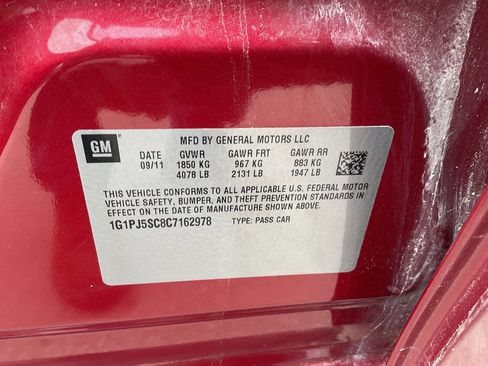 GM
MFD BY GENERAL MOTORS LLC
DATE GVWR GAWR FRT GAWR RR
09/11 1850 KG 967 KG 883 KG
4078 LB 2131 LB 1947 LB
THIS VEHICLE CONFORMS TO ALL APPLICABLE U.S. FEDERAL MOTOR
VEHICLE SAFETY, BUMPER, AND THEFT PREVENTION STANDARDS IN
EFFECT ON THE DATE OF MANUFACTURE SHOWN ABOVE.
1G1PJ5SC8C7162978 TYPE: PASS CAR